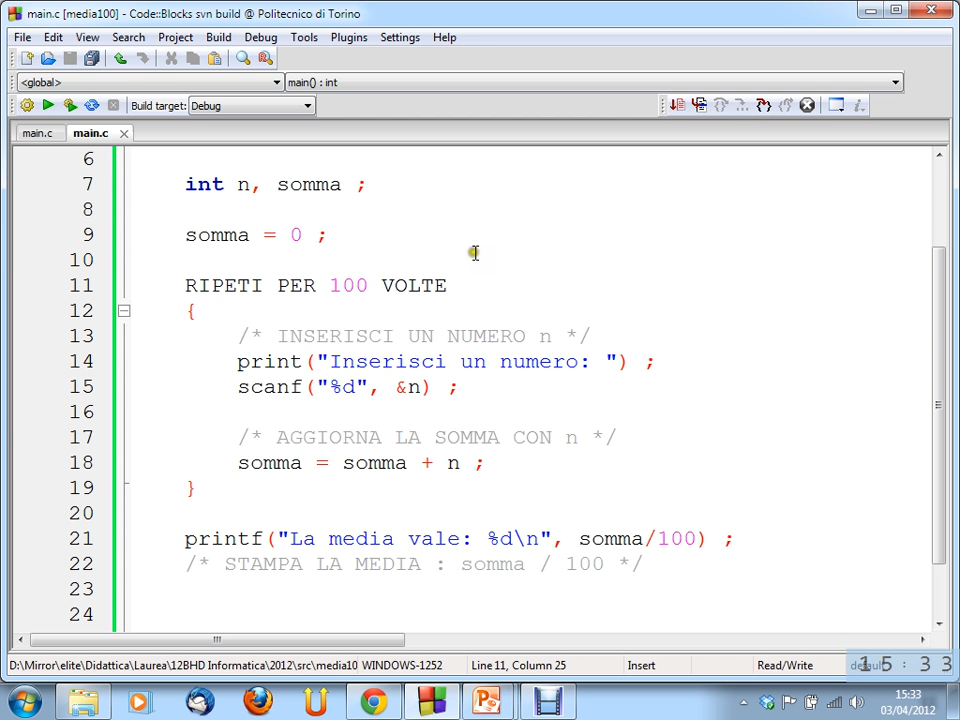 main.c [media100] - Code::Blocks svn build @ Politecnico di Torino
File Edit View Search Project Build Debug Tools Plugins Settings Help
<global> main() : int
Build target: Debug
main.c main.c
6
7 int n, somma ;
8
9 somma = 0 ;
10
11 RIPETI PER 100 VOLTE
12 {
13 /* INSERISCI UN NUMERO n */
14 print("Inserisci un numero: ") ;
15 scanf("%d", &n) ;
16
17 /* AGGIORNA LA SOMMA CON n */
18 somma = somma + n ;
19 }
20
21 printf("La media vale: %d\n", somma/100) ;
22 /* STAMPA LA MEDIA : somma / 100 */
23
24
D:\Mirror\elite\Didattica\Laurea\12BHD Informatica\2012\src\media10 WINDOWS-1252 Line 11, Column 25 Insert Read/Write default
15:33
15:33
03/04/2012